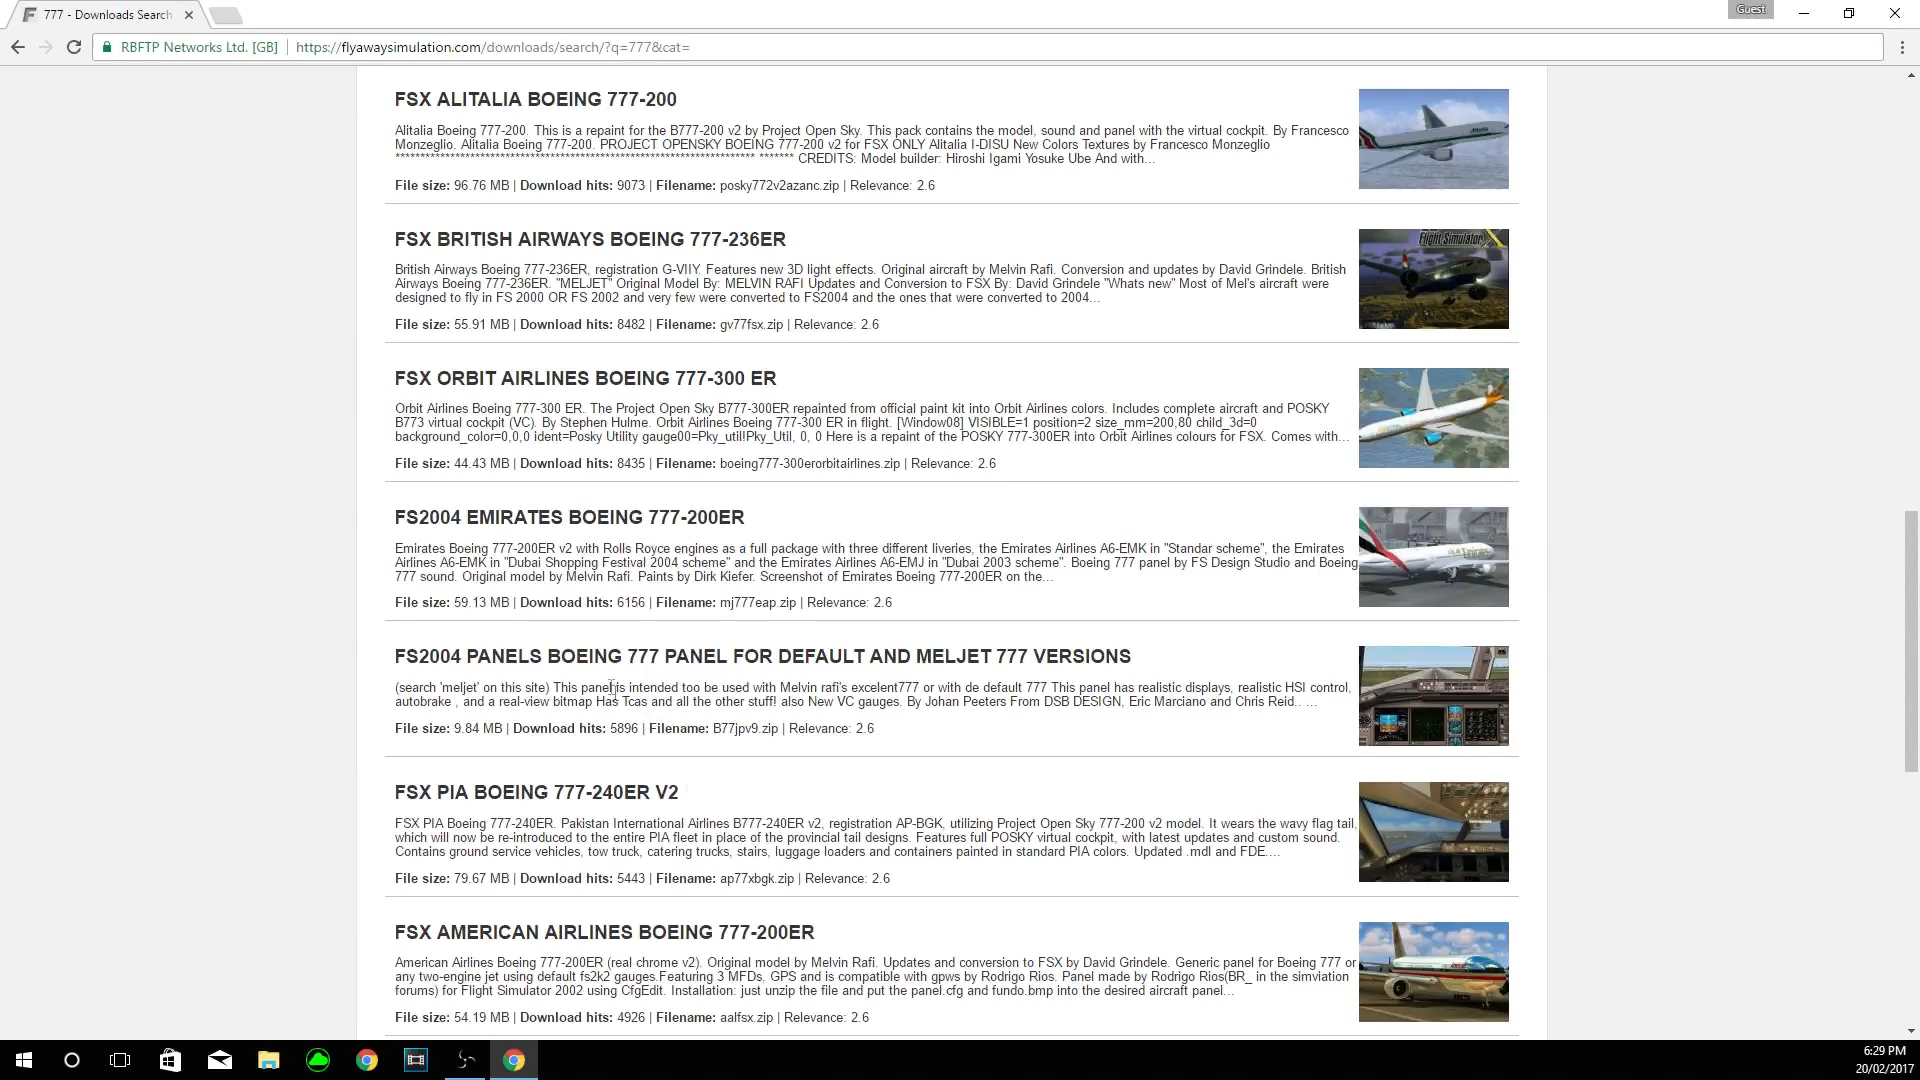 777 - Downloads Search
Guest
RBFTP Networks Ltd. [GB] https://flyawaysimulation.com/downloads/search/?q=777&cat=
FSX ALITALIA BOEING 777-200
Alitalia Boeing 777-200. This is a repaint for the B777-200 v2 by Project Open Sky. This pack contains the model, sound and panel with the virtual cockpit. By Francesco
Monzeglio. Alitalia Boeing 777-200. PROJECT OPENSKY BOEING 777-200 v2 for FSX ONLY Alitalia I-DISU New Colors Textures by Francesco Monzeglio
************************************************************************ ******* CREDITS: Model builder: Hiroshi Igami Yosuke Ube And with...
File size: 96.76 MB | Download hits: 9073 | Filename: posky772v2azanc.zip | Relevance: 2.6
FSX BRITISH AIRWAYS BOEING 777-236ER
Flight Simulator X
British Airways Boeing 777-236ER, registration G-VIIY. Features new 3D light effects. Original aircraft by Melvin Rafi. Conversion and updates by David Grindele. British
Airways Boeing 777-236ER. "MELJET" Original Model By: MELVIN RAFI Updates and Conversion to FSX By: David Grindele "Whats new" Most of Mel's aircraft were
designed to fly in FS 2000 OR FS 2002 and very few were converted to FS2004 and the ones that were converted to 2004...
File size: 55.91 MB | Download hits: 8482 | Filename: gv77fsx.zip | Relevance: 2.6
FSX ORBIT AIRLINES BOEING 777-300 ER
Orbit Airlines Boeing 777-300 ER. The Project Open Sky B777-300ER repainted from official paint kit into Orbit Airlines colors. Includes complete aircraft and POSKY
B773 virtual cockpit (VC). By Stephen Hulme. Orbit Airlines Boeing 777-300 ER in flight. [Window08] VISIBLE=1 position=2 size_mm=200,80 child_3d=0
background_color=0,0,0 ident=Posky Utility gauge00=Pky_util!Pky_Util, 0, 0 Here is a repaint of the POSKY 777-300ER into Orbit Airlines colours for FSX. Comes with...
File size: 44.43 MB | Download hits: 8435 | Filename: boeing777-300erorbitairlines.zip | Relevance: 2.6
FS2004 EMIRATES BOEING 777-200ER
Emirates Boeing 777-200ER v2 with Rolls Royce engines as a full package with three different liveries, the Emirates Airlines A6-EMK in "Standar scheme", the Emirates
Airlines A6-EMK in "Dubai Shopping Festival 2004 scheme" and the Emirates Airlines A6-EMJ in "Dubai 2003 scheme". Boeing 777 panel by FS Design Studio and Boeing
777 sound. Original model by Melvin Rafi. Paints by Dirk Kiefer. Screenshot of Emirates Boeing 777-200ER on the...
File size: 59.13 MB | Download hits: 6156 | Filename: mj777eap.zip | Relevance: 2.6
FS2004 PANELS BOEING 777 PANEL FOR DEFAULT AND MELJET 777 VERSIONS
(search 'meljet' on this site) This panel is intended too be used with Melvin rafi's excelent777 or with de default 777 This panel has realistic displays, realistic HSI control,
autobrake , and a real-view bitmap Has Tcas and all the other stuff! also New VC gauges. By Johan Peeters From DSB DESIGN, Eric Marciano and Chris Reid.. ...
File size: 9.84 MB | Download hits: 5896 | Filename: B77jpv9.zip | Relevance: 2.6
FSX PIA BOEING 777-240ER V2
FSX PIA Boeing 777-240ER. Pakistan International Airlines B777-240ER v2, registration AP-BGK, utilizing Project Open Sky 777-200 v2 model. It wears the wavy flag tail,
which will now be re-introduced to the entire PIA fleet in place of the provincial tail designs. Features full POSKY virtual cockpit, with latest updates and custom sound.
Contains ground service vehicles, tow truck, catering trucks, stairs, luggage loaders and containers painted in standard PIA colors. Updated .mdl and FDE....
File size: 79.67 MB | Download hits: 5443 | Filename: ap77xbgk.zip | Relevance: 2.6
FSX AMERICAN AIRLINES BOEING 777-200ER
American Airlines Boeing 777-200ER (real chrome v2). Original model by Melvin Rafi. Updates and conversion to FSX by David Grindele. Generic panel for Boeing 777 or
any two-engine jet using default fs2k2 gauges.Featuring 3 MFDs, GPS and is compatible with gpws by Rodrigo Rios. Panel made by Rodrigo Rios(BR_ in the simviation
forums) for Flight Simulator 2002 using CfgEdit. Installation: just unzip the file and put the panel.cfg and fundo.bmp into the desired aircraft panel...
File size: 54.19 MB | Download hits: 4926 | Filename: aalfsx.zip | Relevance: 2.6
6:29 PM
20/02/2017